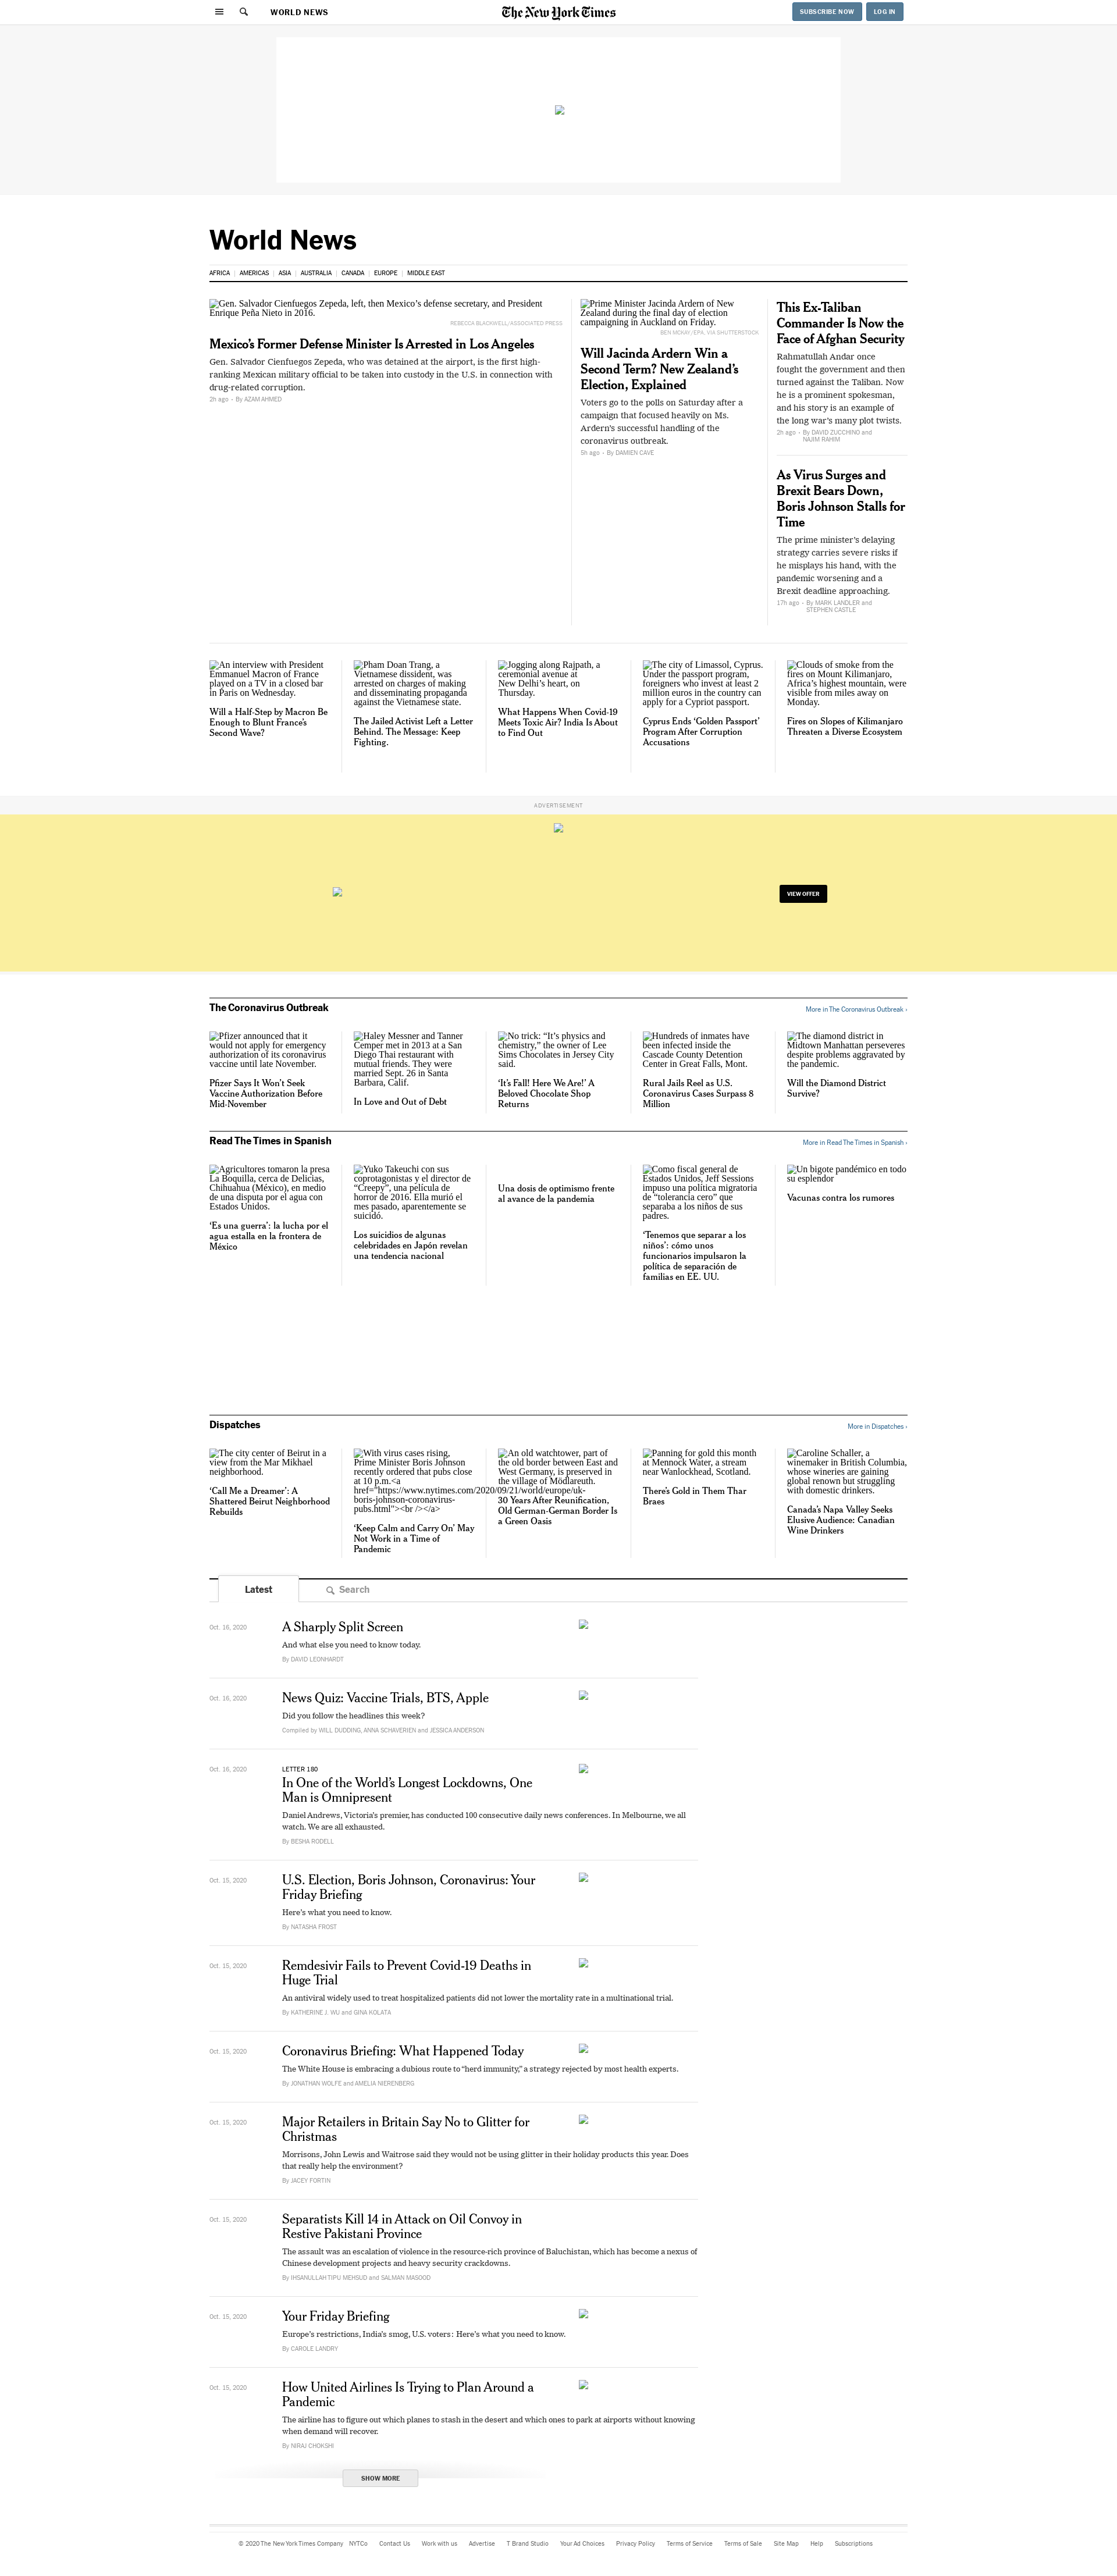 WORLD NEWS
The New York Times
SUBSCRIBE NOW
LOG IN
World News
AFRICA
AMERICAS
ASIA
AUSTRALIA
CANADA
EUROPE
MIDDLE EAST
Gen. Salvador Cienfuegos Zepeda, left, then Mexico's defense secretary, and President
Enrique Peña Nieto in 2016.
REBECCA BLACKWELL/ASSOCIATED PRESS
Mexico's Former Defense Minister Is Arrested in Los Angeles
Gen. Salvador Cienfuegos Zepeda, who was detained at the airport, is the first high-
ranking Mexican military official to be taken into custody in the U.S. in connection with
drug-related corruption.
2h ago • By AZAM AHMED
Prime Minister Jacinda Ardern of New
Zealand during the final day of election
campaigning in Auckland on Friday.
BEN MCKAY/EPA, VIA SHUTTERSTOCK
Will Jacinda Ardern Win a
Second Term? New Zealand's
Election, Explained
Voters go to the polls on Saturday after a
campaign that focused heavily on Ms.
Ardern's successful handling of the
coronavirus outbreak.
5h ago • By DAMIEN CAVE
This Ex-Taliban
Commander Is Now the
Face of Afghan Security
Rahmatullah Andar once
fought the government and then
turned against the Taliban. Now
he is a prominent spokesman,
and his story is an example of
the long war's many plot twists.
2h ago • By DAVID ZUCCHINO and
NAJIM RAHIM
As Virus Surges and
Brexit Bears Down,
Boris Johnson Stalls for
Time
The prime minister's delaying
strategy carries severe risks if
he misplays his hand, with the
pandemic worsening and a
Brexit deadline approaching.
17h ago • By MARK LANDLER and
STEPHEN CASTLE
An interview with President
Emmanuel Macron of France
played on a TV in a closed bar
in Paris on Wednesday.
Will a Half-Step by Macron Be
Enough to Blunt France's
Second Wave?
Pham Doan Trang, a
Vietnamese dissident, was
arrested on charges of making
and disseminating propaganda
against the Vietnamese state.
The Jailed Activist Left a Letter
Behind. The Message: Keep
Fighting.
Jogging along Rajpath, a
ceremonial avenue at
New Delhi's heart, on
Thursday.
What Happens When Covid-19
Meets Toxic Air? India Is About
to Find Out
The city of Limassol, Cyprus.
Under the passport program,
foreigners who invest at least 2
million euros in the country can
apply for a Cypriot passport.
Cyprus Ends 'Golden Passport'
Program After Corruption
Accusations
Clouds of smoke from the
fires on Mount Kilimanjaro,
Africa's highest mountain, were
visible from miles away on
Monday.
Fires on Slopes of Kilimanjaro
Threaten a Diverse Ecosystem
ADVERTISEMENT
VIEW OFFER
The Coronavirus Outbreak
More in The Coronavirus Outbreak ›
Pfizer announced that it
would not apply for emergency
authorization of its coronavirus
vaccine until late November.
Pfizer Says It Won't Seek
Vaccine Authorization Before
Mid-November
Haley Messner and Tanner
Cemper met in 2013 at a San
Diego Thai restaurant with
mutual friends. They were
married Sept. 26 in Santa
Barbara, Calif.
In Love and Out of Debt
No trick: “It's physics and
chemistry,” the owner of Lee
Sims Chocolates in Jersey City
said.
'It's Fall! Here We Are!' A
Beloved Chocolate Shop
Returns
Hundreds of inmates have
been infected inside the
Cascade County Detention
Center in Great Falls, Mont.
Rural Jails Reel as U.S.
Coronavirus Cases Surpass 8
Million
The diamond district in
Midtown Manhattan perseveres
despite problems aggravated by
the pandemic.
Will the Diamond District
Survive?
Read The Times in Spanish
More in Read The Times in Spanish ›
Agricultores tomaron la presa
La Boquilla, cerca de Delicias,
Chihuahua (México), en medio
de una disputa por el agua con
Estados Unidos.
'Es una guerra': la lucha por el
agua estalla en la frontera de
México
Yuko Takeuchi con sus
coprotagonistas y el director de
“Creepy”, una película de
horror de 2016. Ella murió el
mes pasado, aparentemente se
suicidó.
Los suicidios de algunas
celebridades en Japón revelan
una tendencia nacional
Una dosis de optimismo frente
al avance de la pandemia
Como fiscal general de
Estados Unidos, Jeff Sessions
impuso una política migratoria
de “tolerancia cero” que
separaba a los niños de sus
padres.
'Tenemos que separar a los
niños': cómo unos
funcionarios impulsaron la
política de separación de
familias en EE. UU.
Un bigote pandémico en todo
su esplendor
Vacunas contra los rumores
Dispatches
More in Dispatches ›
The city center of Beirut in a
view from the Mar Mikhael
neighborhood.
'Call Me a Dreamer': A
Shattered Beirut Neighborhood
Rebuilds
With virus cases rising,
Prime Minister Boris Johnson
recently ordered that pubs close
at 10 p.m.<a
href="https://www.nytimes.com/2020/09/21/world/europe/uk-
boris-johnson-coronavirus-
pubs.html"><br /></a>
'Keep Calm and Carry On' May
Not Work in a Time of
Pandemic
An old watchtower, part of
the old border between East and
West Germany, is preserved in
the village of Mödlareuth.
30 Years After Reunification,
Old German-German Border Is
a Green Oasis
Panning for gold this month
at Mennock Water, a stream
near Wanlockhead, Scotland.
There's Gold in Them Thar
Braes
Caroline Schaller, a
winemaker in British Columbia,
whose wineries are gaining
global renown but struggling
with domestic drinkers.
Canada's Napa Valley Seeks
Elusive Audience: Canadian
Wine Drinkers
Latest
Search
Oct. 16, 2020
A Sharply Split Screen
And what else you need to know today.
By DAVID LEONHARDT
Oct. 16, 2020
News Quiz: Vaccine Trials, BTS, Apple
Did you follow the headlines this week?
Compiled by WILL DUDDING, ANNA SCHAVERIEN and JESSICA ANDERSON
Oct. 16, 2020
LETTER 180
In One of the World's Longest Lockdowns, One
Man is Omnipresent
Daniel Andrews, Victoria's premier, has conducted 100 consecutive daily news conferences. In Melbourne, we all
watch. We are all exhausted.
By BESHA RODELL
Oct. 15, 2020
U.S. Election, Boris Johnson, Coronavirus: Your
Friday Briefing
Here's what you need to know.
By NATASHA FROST
Oct. 15, 2020
Remdesivir Fails to Prevent Covid-19 Deaths in
Huge Trial
An antiviral widely used to treat hospitalized patients did not lower the mortality rate in a multinational trial.
By KATHERINE J. WU and GINA KOLATA
Oct. 15, 2020
Coronavirus Briefing: What Happened Today
The White House is embracing a dubious route to “herd immunity,” a strategy rejected by most health experts.
By JONATHAN WOLFE and AMELIA NIERENBERG
Oct. 15, 2020
Major Retailers in Britain Say No to Glitter for
Christmas
Morrisons, John Lewis and Waitrose said they would not be using glitter in their holiday products this year. Does
that really help the environment?
By JACEY FORTIN
Oct. 15, 2020
Separatists Kill 14 in Attack on Oil Convoy in
Restive Pakistani Province
The assault was an escalation of violence in the resource-rich province of Baluchistan, which has become a nexus of
Chinese development projects and heavy security crackdowns.
By IHSANULLAH TIPU MEHSUD and SALMAN MASOOD
Oct. 15, 2020
Your Friday Briefing
Europe's restrictions, India's smog, U.S. voters: Here's what you need to know.
By CAROLE LANDRY
Oct. 15, 2020
How United Airlines Is Trying to Plan Around a
Pandemic
The airline has to figure out which planes to stash in the desert and which ones to park at airports without knowing
when demand will recover.
By NIRAJ CHOKSHI
SHOW MORE
© 2020 The New York Times Company
NYTCo
Contact Us
Work with us
Advertise
T Brand Studio
Your Ad Choices
Privacy Policy
Terms of Service
Terms of Sale
Site Map
Help
Subscriptions